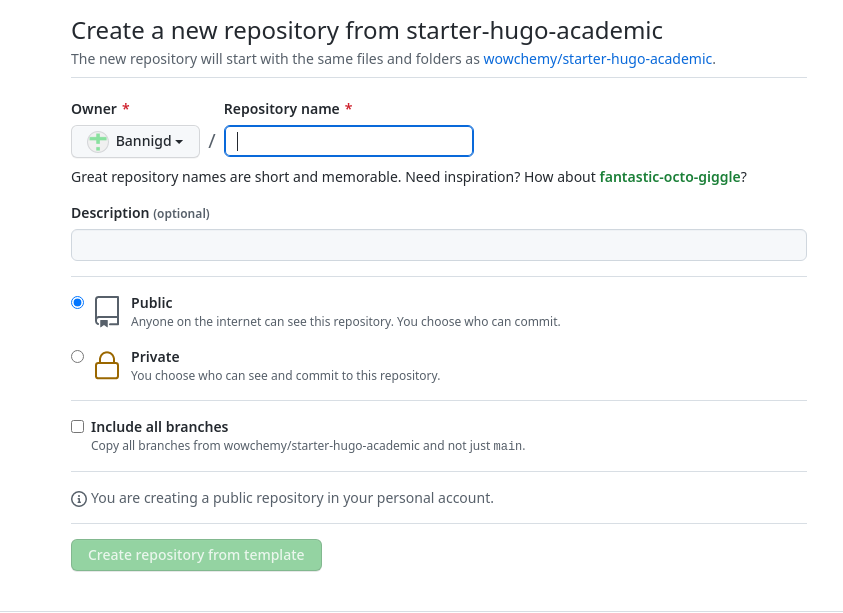 Create a new repository from starter-hugo-academic
The new repository will start with the same files and folders as wowchemy/starter-hugo-academic.
Owner * Repository name *
Bannigd / 
Great repository names are short and memorable. Need inspiration? How about fantastic-octo-giggle?
Description (optional)
Public
Anyone on the internet can see this repository. You choose who can commit.
Private
You choose who can see and commit to this repository.
Include all branches
Copy all branches from wowchemy/starter-hugo-academic and not just main.
You are creating a public repository in your personal account.
Create repository from template